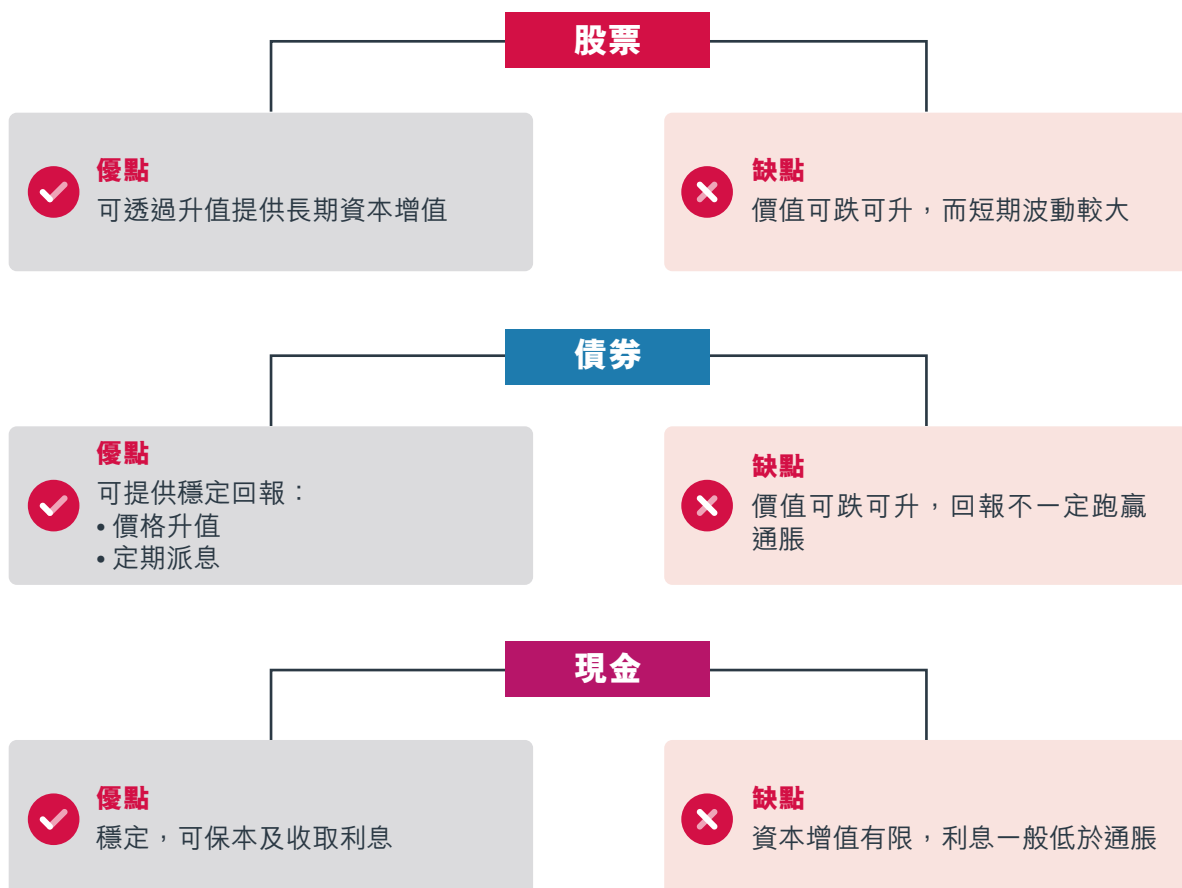 股票
優點
可透過升值提供長期資本增值
缺點
價值可跌可升，而短期波動較大
債券
優點
可提供穩定回報：
• 價格升值
• 定期派息
缺點
價值可跌可升，回報不一定跑贏
通脹
現金
優點
穩定，可保本及收取利息
缺點
資本增值有限，利息一般低於通脹